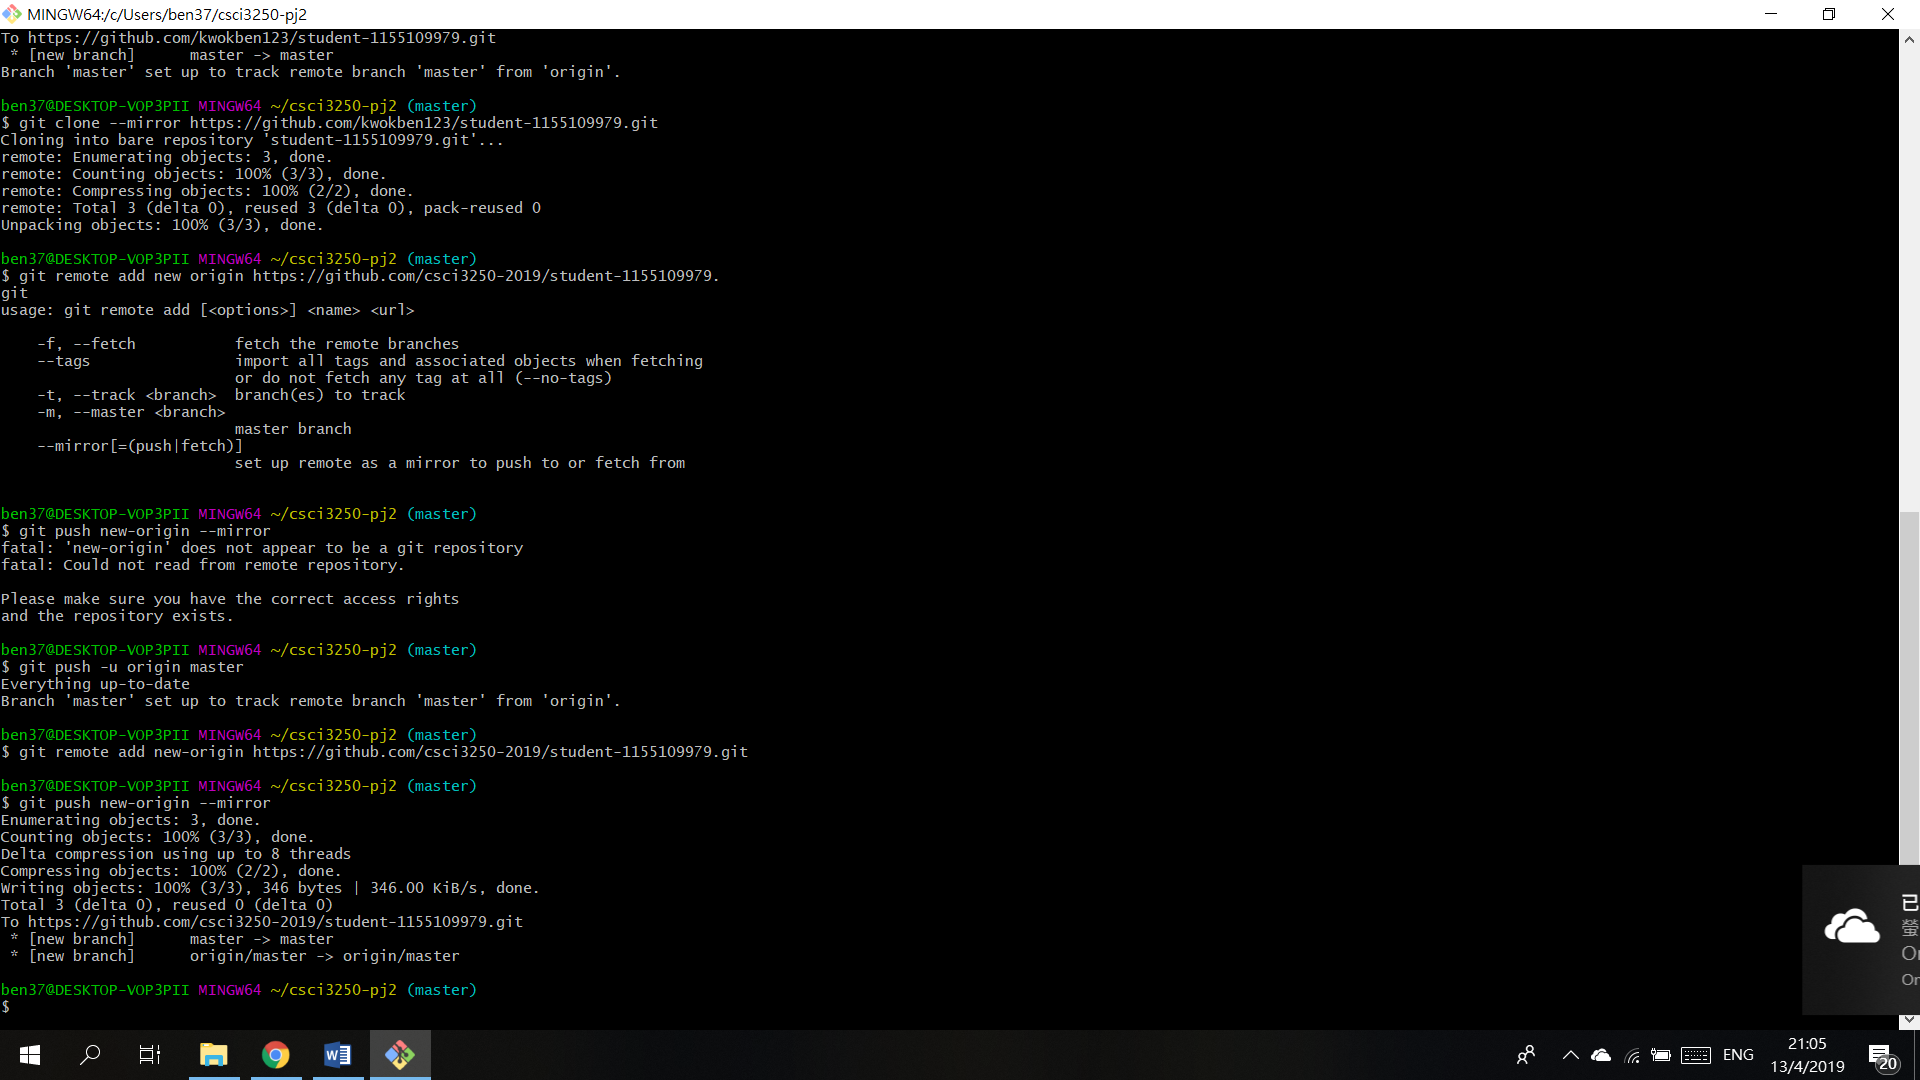 MINGW64:/c/Users/ben37/csci3250-pj2
To https://github.com/kwokben123/student-1155109979.git
 * [new branch]      master -> master
Branch 'master' set up to track remote branch 'master' from 'origin'.
ben37@DESKTOP-VOP3PII MINGW64 ~/csci3250-pj2 (master)
$ git clone --mirror https://github.com/kwokben123/student-1155109979.git
Cloning into bare repository 'student-1155109979.git'...
remote: Enumerating objects: 3, done.
remote: Counting objects: 100% (3/3), done.
remote: Compressing objects: 100% (2/2), done.
remote: Total 3 (delta 0), reused 3 (delta 0), pack-reused 0
Unpacking objects: 100% (3/3), done.
ben37@DESKTOP-VOP3PII MINGW64 ~/csci3250-pj2 (master)
$ git remote add new origin https://github.com/csci3250-2019/student-1155109979.
git
usage: git remote add [<options>] <name> <url>
    -f, --fetch           fetch the remote branches
    --tags                import all tags and associated objects when fetching
                          or do not fetch any tag at all (--no-tags)
    -t, --track <branch>  branch(es) to track
    -m, --master <branch>
                          master branch
    --mirror[=(push|fetch)]
                          set up remote as a mirror to push to or fetch from
ben37@DESKTOP-VOP3PII MINGW64 ~/csci3250-pj2 (master)
$ git push new-origin --mirror
fatal: 'new-origin' does not appear to be a git repository
fatal: Could not read from remote repository.
Please make sure you have the correct access rights
and the repository exists.
ben37@DESKTOP-VOP3PII MINGW64 ~/csci3250-pj2 (master)
$ git push -u origin master
Everything up-to-date
Branch 'master' set up to track remote branch 'master' from 'origin'.
ben37@DESKTOP-VOP3PII MINGW64 ~/csci3250-pj2 (master)
$ git remote add new-origin https://github.com/csci3250-2019/student-1155109979.git
ben37@DESKTOP-VOP3PII MINGW64 ~/csci3250-pj2 (master)
$ git push new-origin --mirror
Enumerating objects: 3, done.
Counting objects: 100% (3/3), done.
Delta compression using up to 8 threads
Compressing objects: 100% (2/2), done.
Writing objects: 100% (3/3), 346 bytes | 346.00 KiB/s, done.
Total 3 (delta 0), reused 0 (delta 0)
To https://github.com/csci3250-2019/student-1155109979.git
 * [new branch]      master -> master
 * [new branch]      origin/master -> origin/master
ben37@DESKTOP-VOP3PII MINGW64 ~/csci3250-pj2 (master)
$
已
螢
ENG
21:05
13/4/2019
20